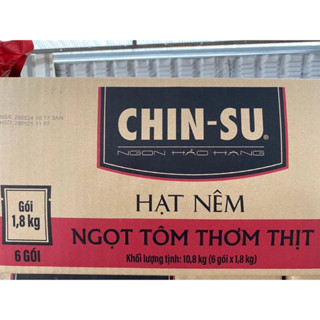 CHIN-SU®
NGON HẢO HẠNG
Gói
1,8 kg
6 GÓI
HẠT NÊM
NGỌT TÔM THƠM THỊT
Khối lượng tịnh: 10,8 kg (6 gói x 1,8 kg)